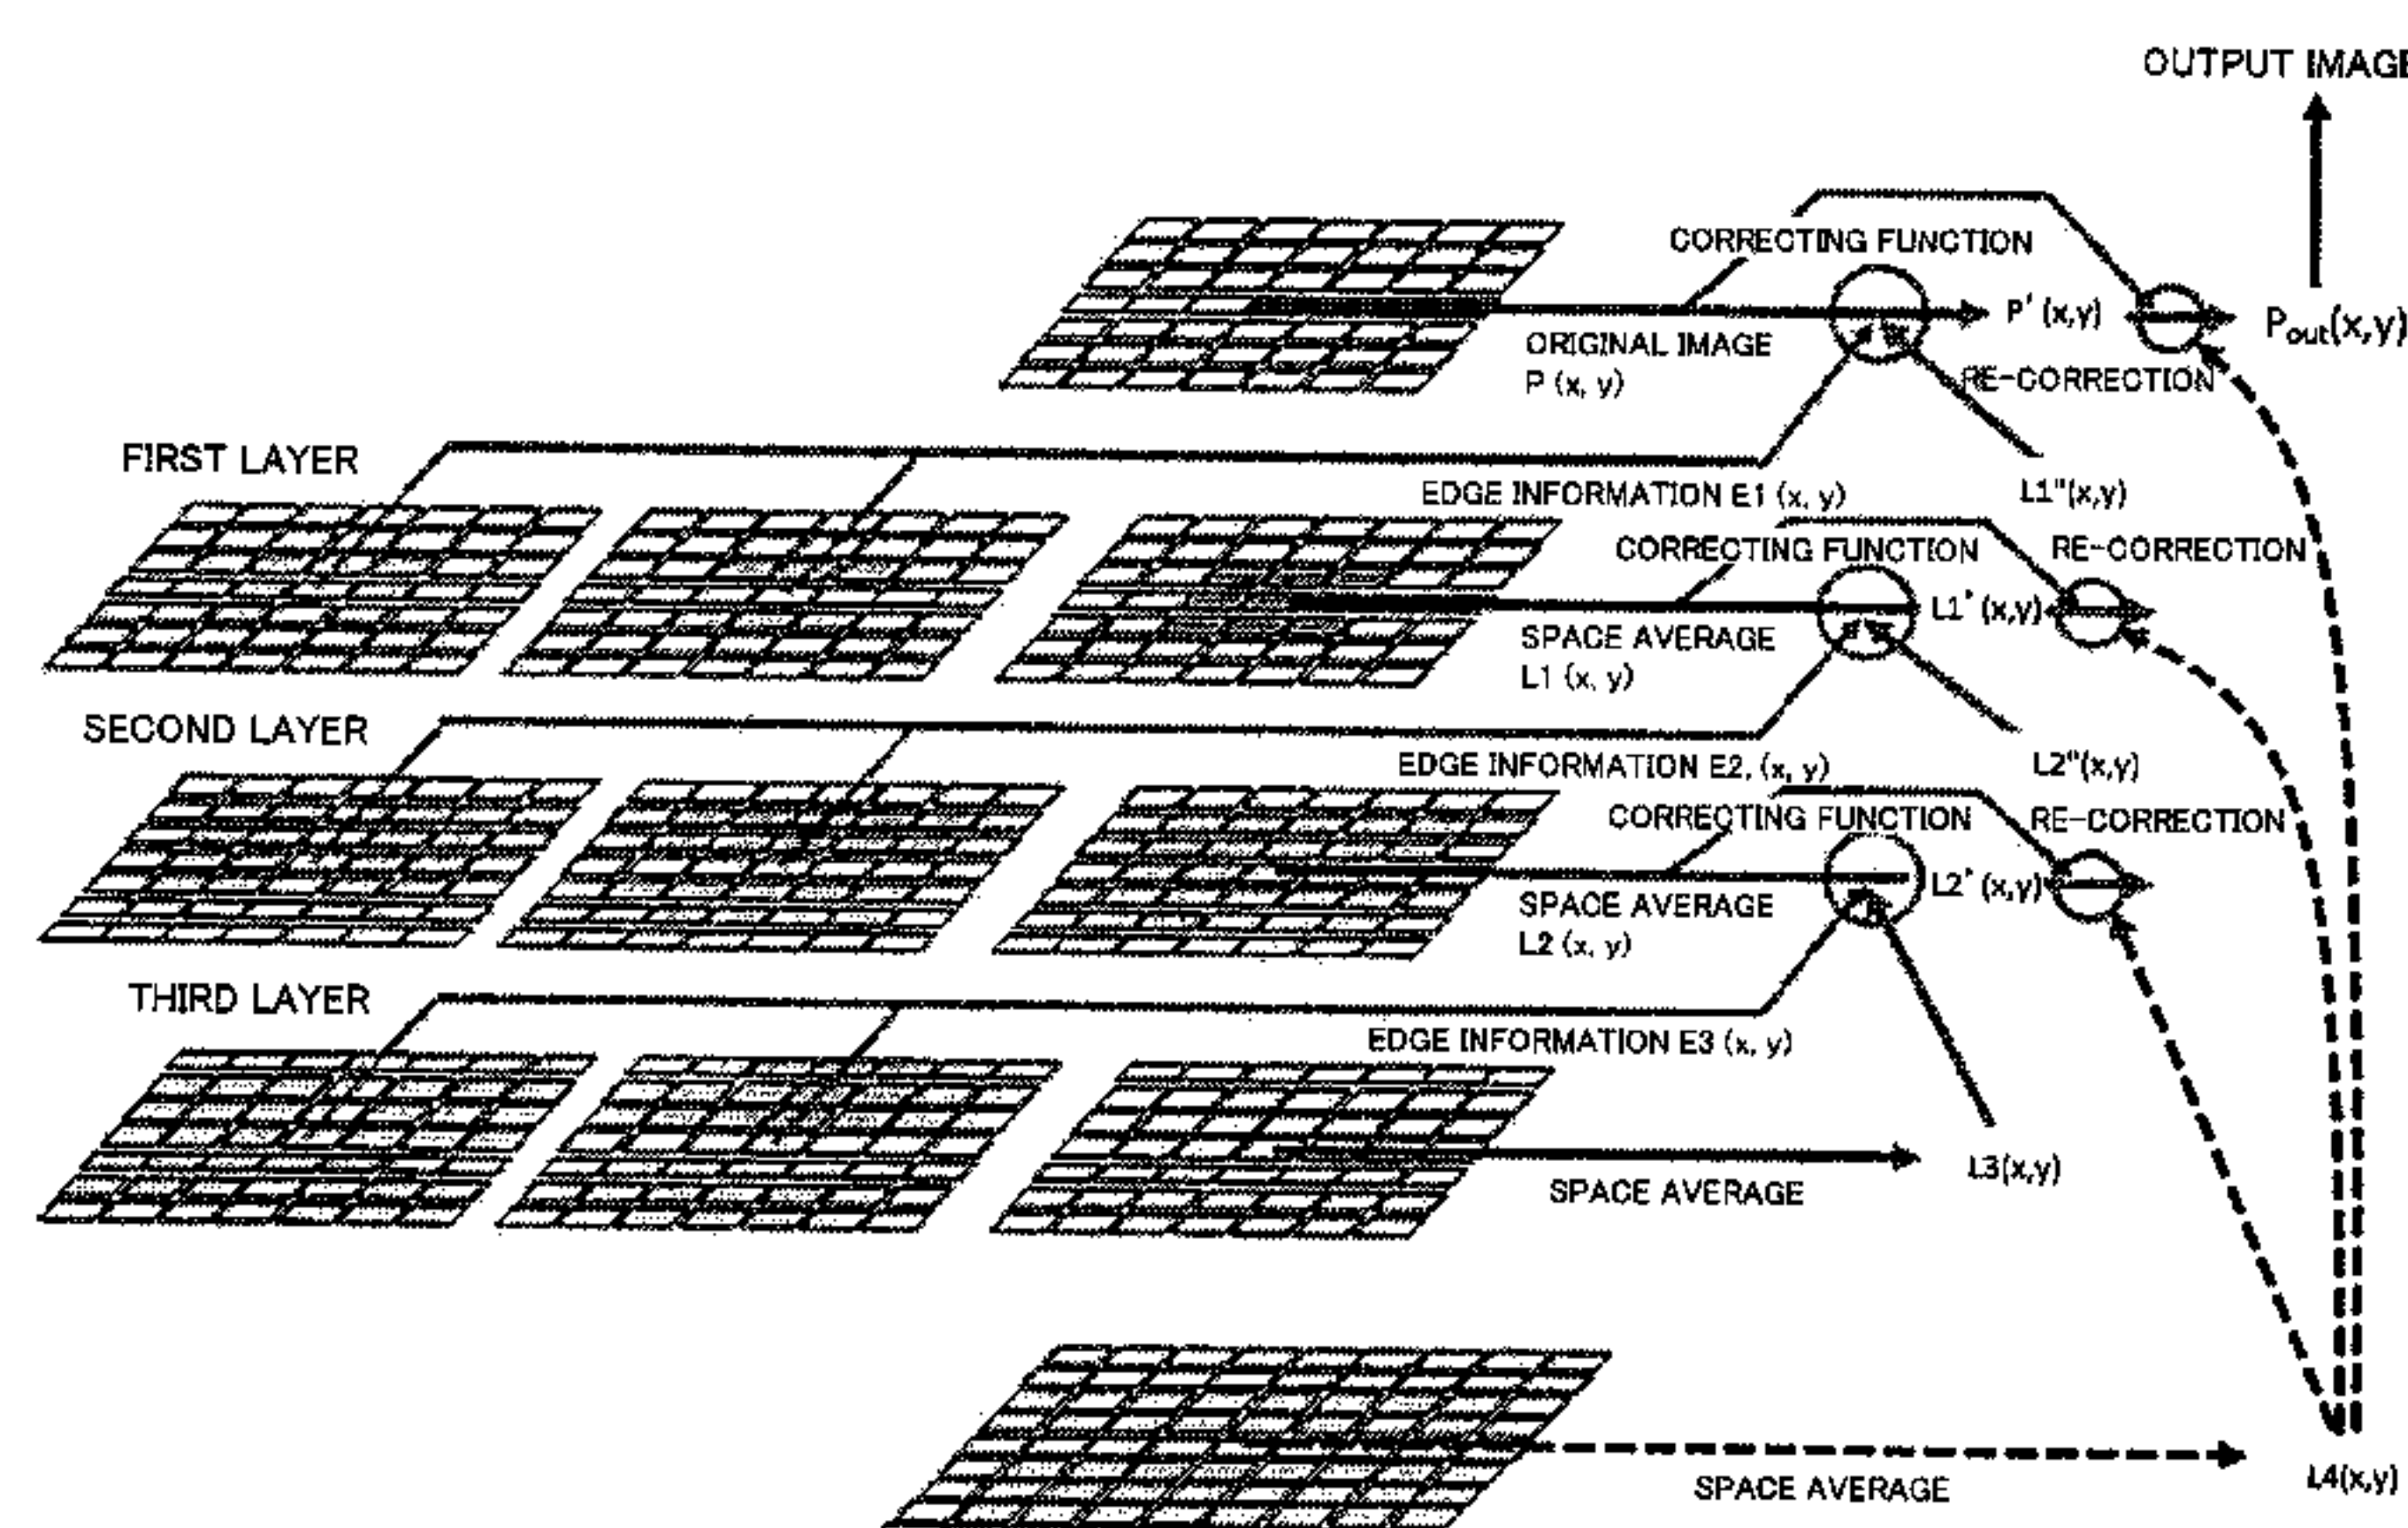 OUTPUT IMAGE
CORRECTING FUNCTION
P' (x,y)
Pout(x,y)
ORIGINAL IMAGE
P (x, y)
RE-CORRECTION
FIRST LAYER
EDGE INFORMATION E1 (x, y)
L1"(x,y)
CORRECTING FUNCTION
RE-CORRECTION
L1' (x,y)
SPACE AVERAGE
L1 (x, y)
SECOND LAYER
EDGE INFORMATION E2, (x, y)
L2"(x,y)
CORRECTING FUNCTION
RE-CORRECTION
L2' (x,y)
SPACE AVERAGE
L2 (x, y)
THIRD LAYER
EDGE INFORMATION E3 (x, y)
L3(x,y)
SPACE AVERAGE
L4(x,y)
SPACE AVERAGE